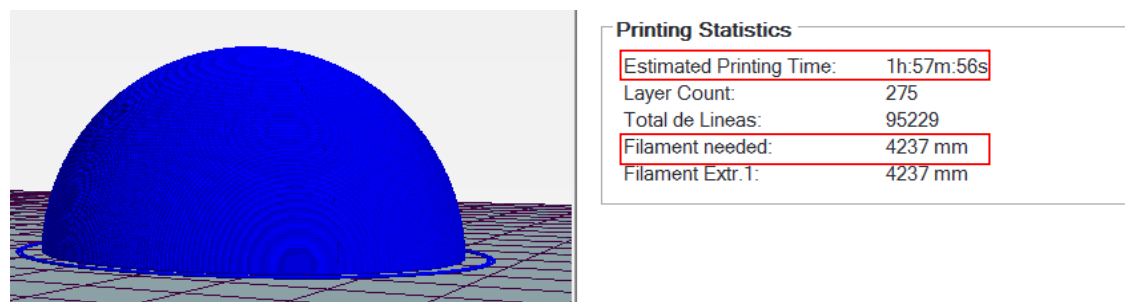 Printing Statistics
Estimated Printing Time: 1h:57m:56s
Layer Count: 275
Total de Lineas: 95229
Filament needed: 4237 mm
Filament Extr.1: 4237 mm